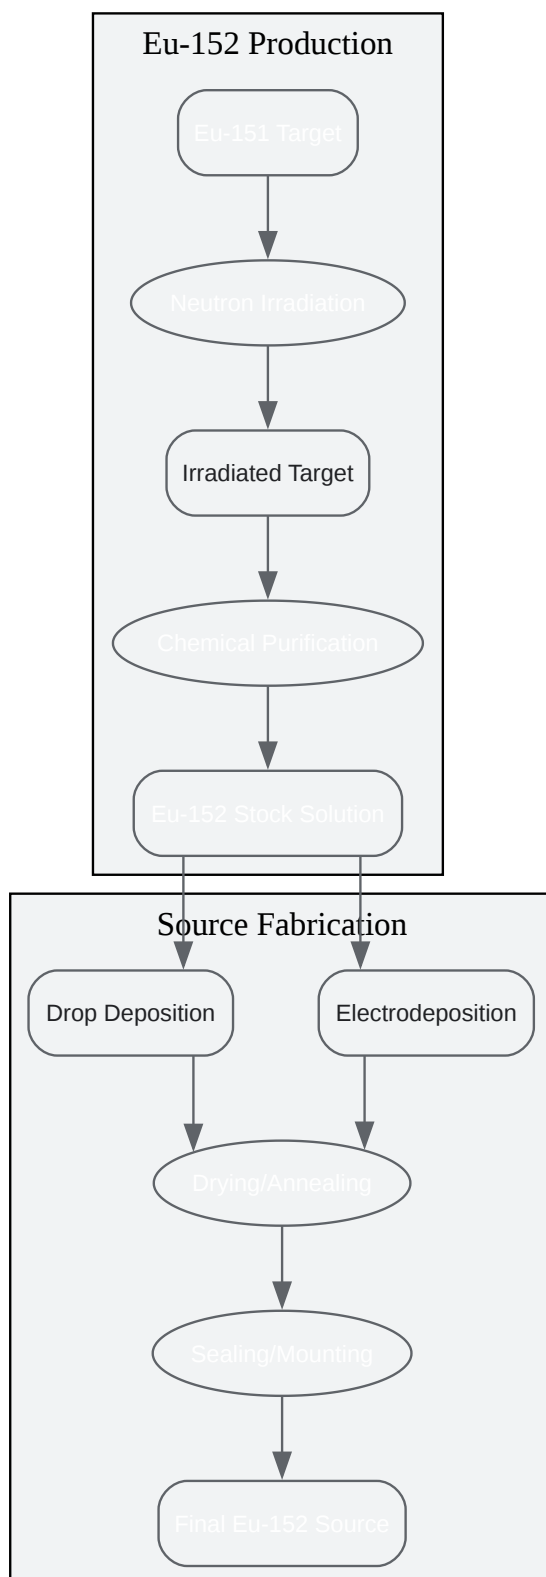 Eu-152 Production
Eu-151 Target
Neutron Irradiation
Irradiated Target
Chemical Purification
Eu-152 Stock Solution
Source Fabrication
Drop Deposition
Electrodeposition
Drying/Annealing
Sealing/Mounting
Final Eu-152 Source